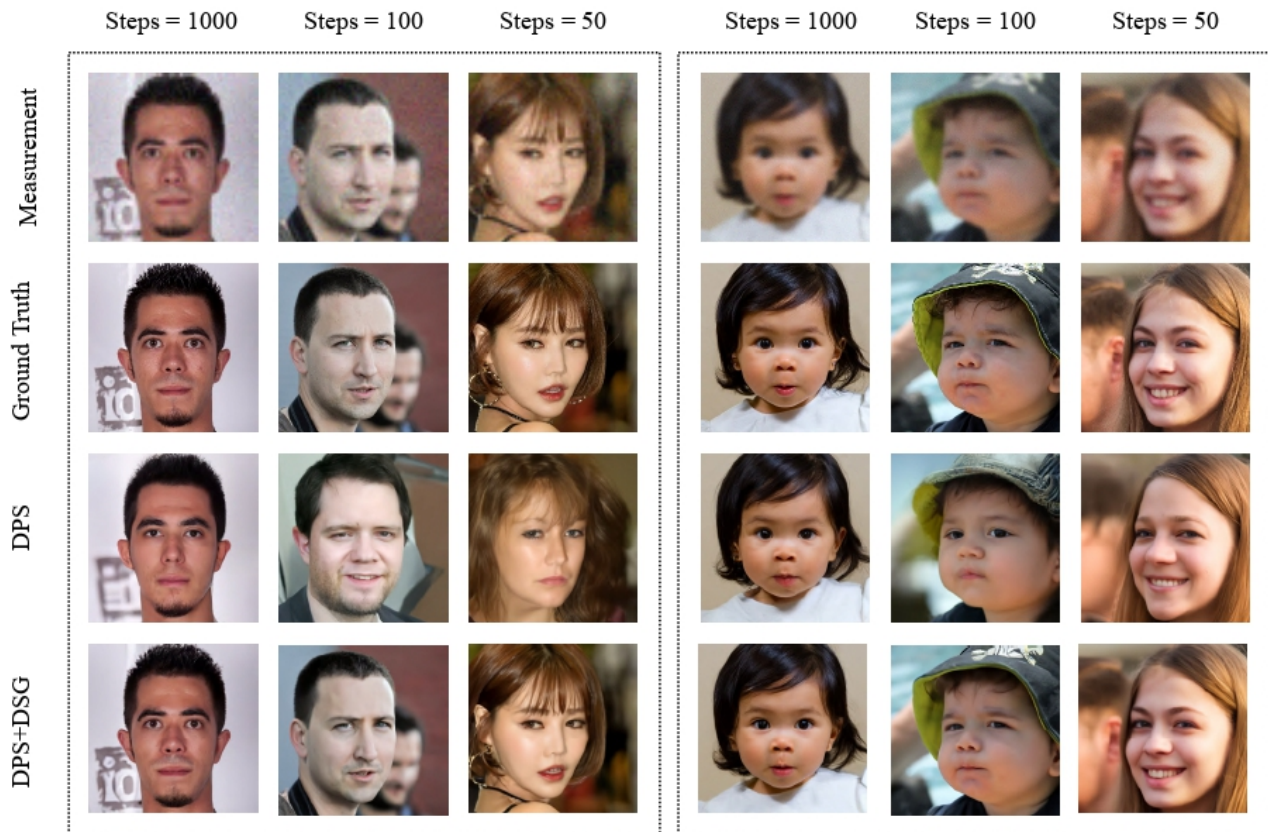 Steps = 1000 Steps = 100 Steps = 50 Steps = 1000 Steps = 100 Steps = 50
Measurement
Ground Truth
DPS
DPS+DSG